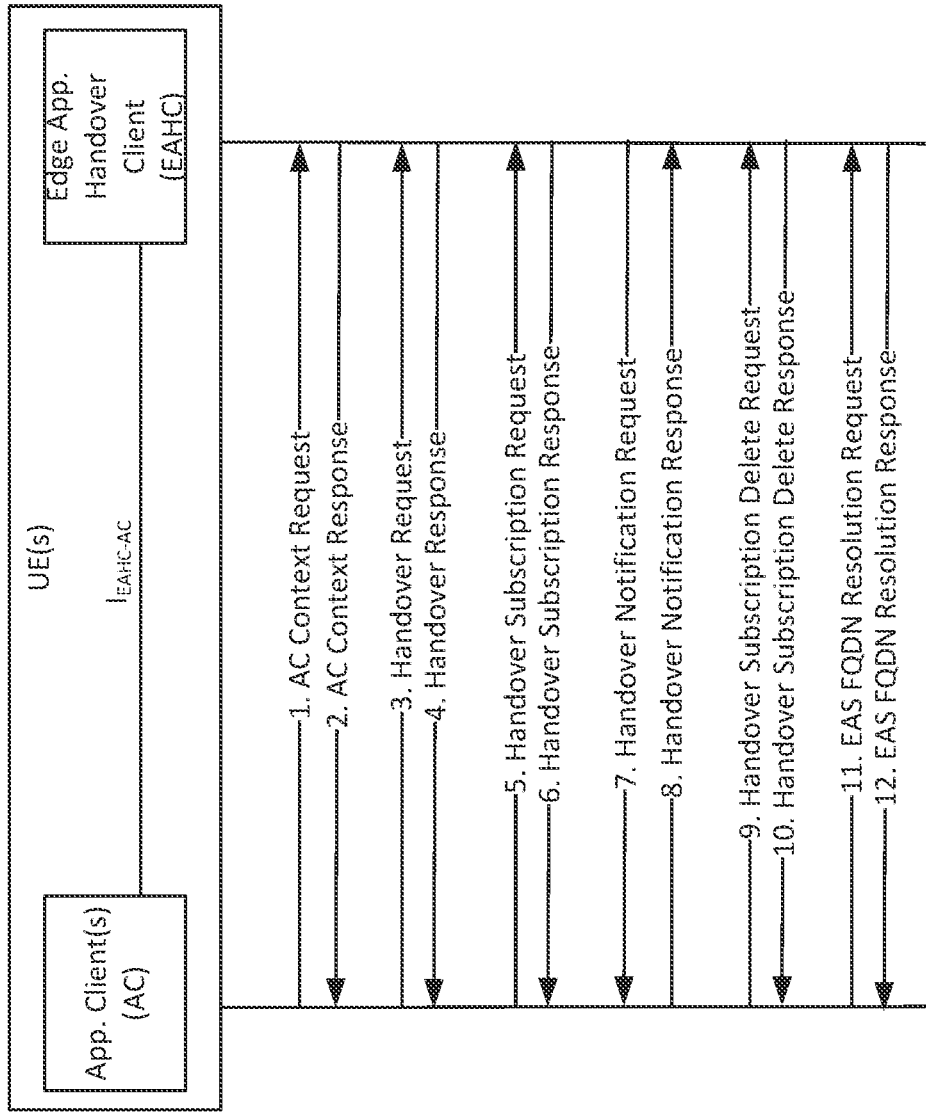 UE(s)
App. Client(s)
(AC)
I_EAHC-AC
Edge App.
Handover
Client
(EAHC)
1. AC Context Request
2. AC Context Response
3. Handover Request
4. Handover Response
5. Handover Subscription Request
6. Handover Subscription Response
7. Handover Notification Request
8. Handover Notification Response
9. Handover Subscription Delete Request
10. Handover Subscription Delete Response
11. EAS FQDN Resolution Request
12. EAS FQDN Resolution Response